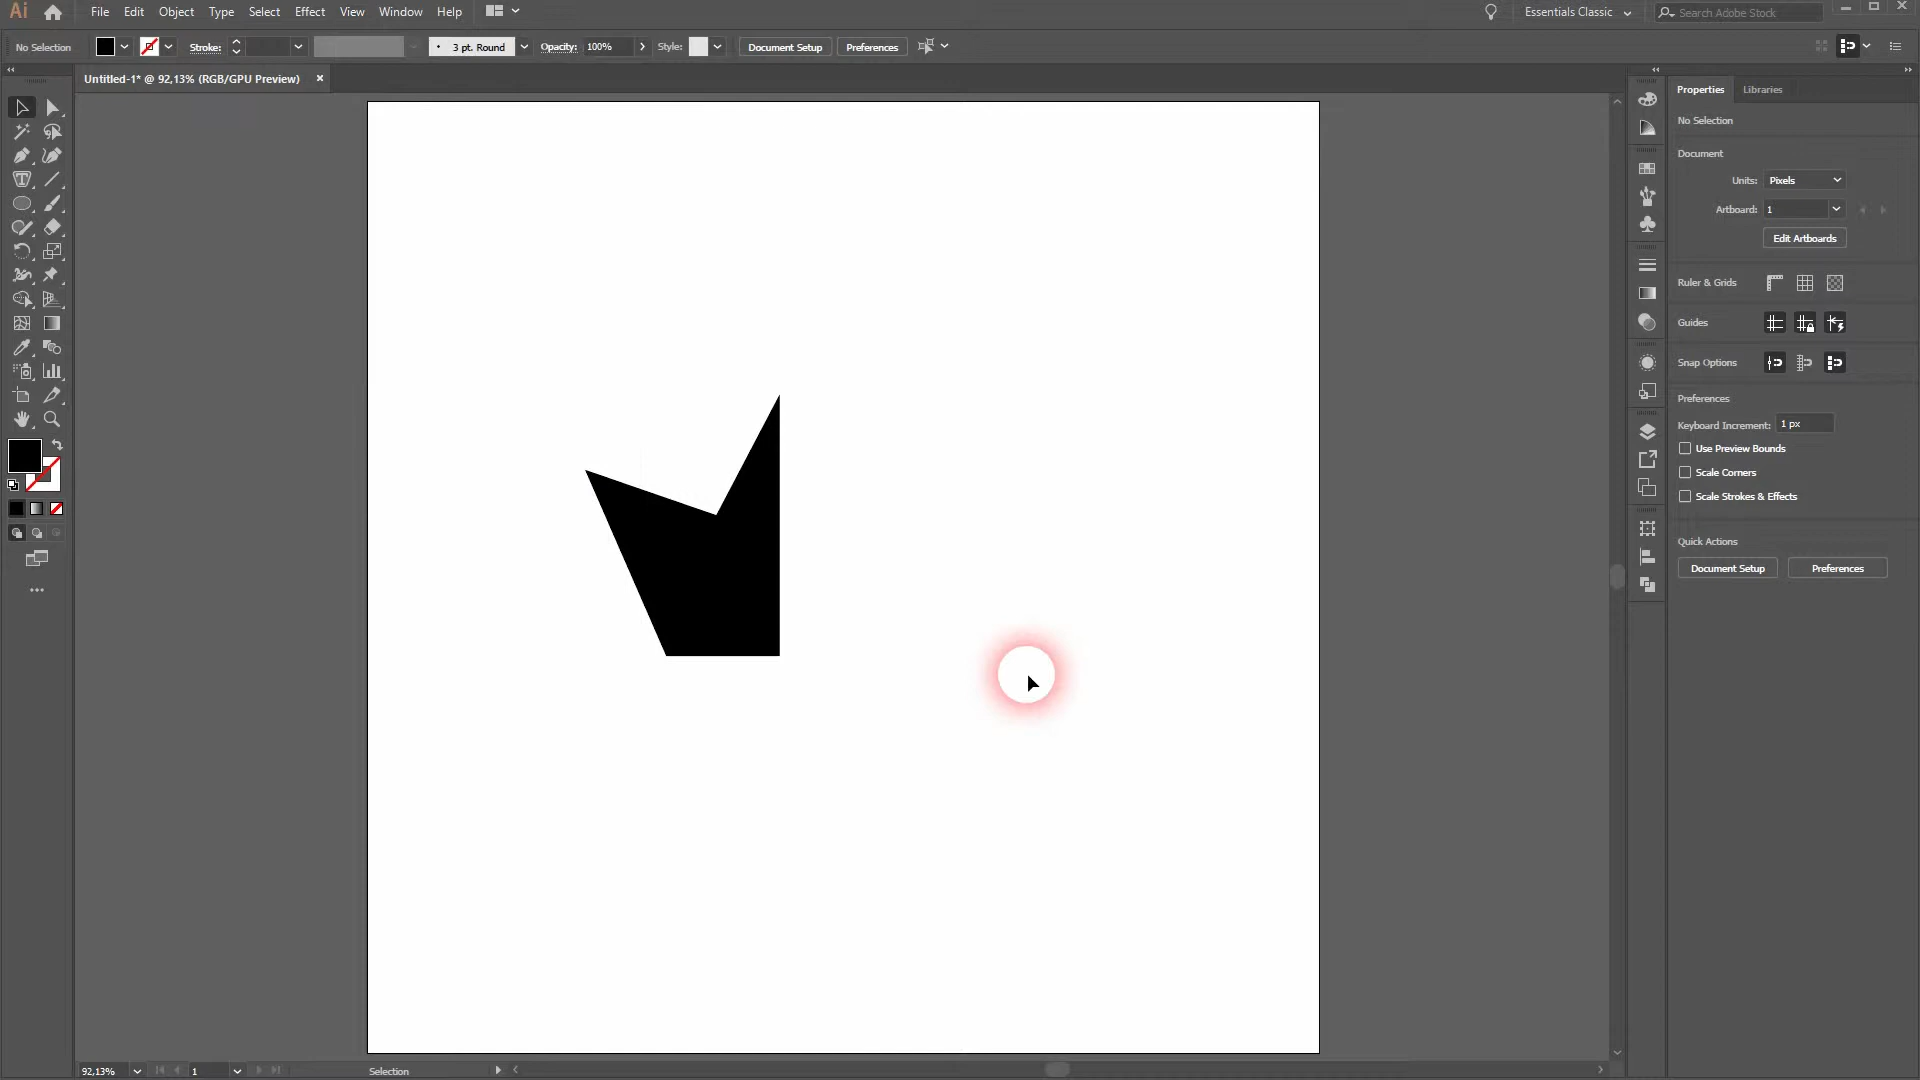 Ai File Edit Object Type Select Effect View Window Help Essentials Classic Search Adobe Stock
No Selection Stroke: 3 pt. Round Opacity: 100% Style: Document Setup Preferences
Untitled-1* @ 92,13% (RGB/GPU Preview)
Properties Libraries
No Selection
Document
Units: Pixels
Artboard: 1
Edit Artboards
Ruler & Grids
Guides
Snap Options
Preferences
Keyboard Increment: 1 px
Use Preview Bounds
Scale Corners
Scale Strokes & Effects
Quick Actions
Document Setup Preferences
92,13% 1 Selection